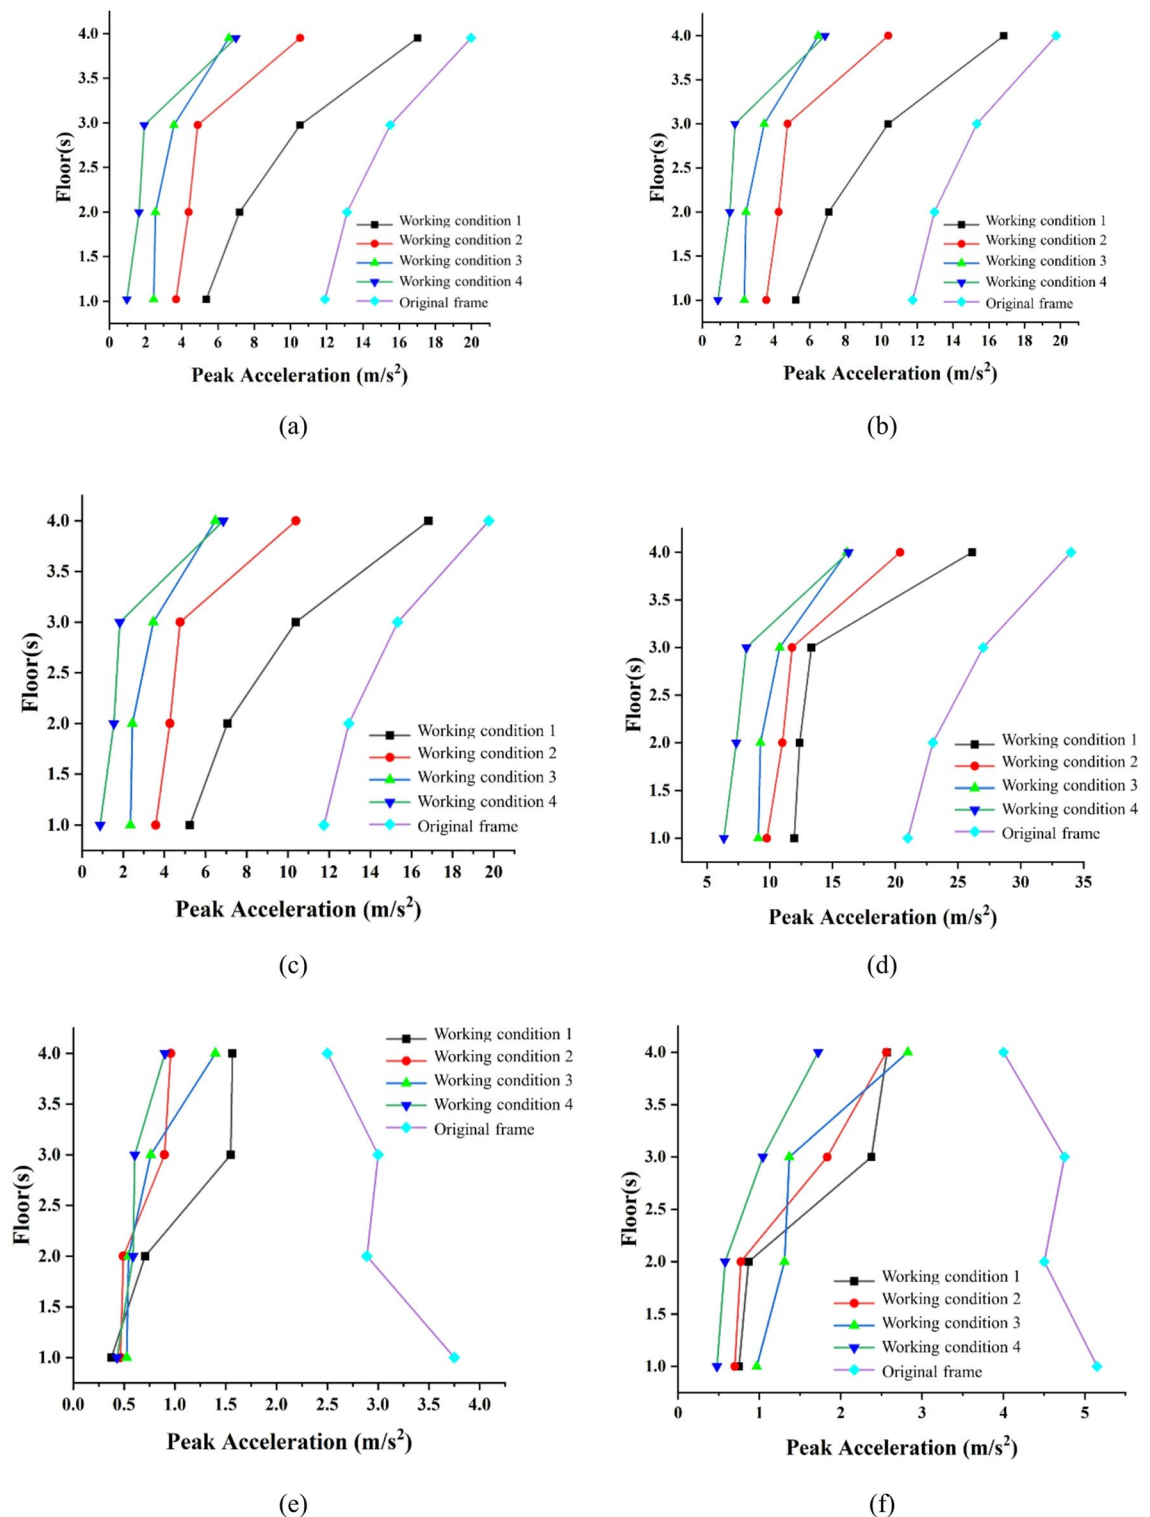 4.0
3.5
3.0
2.5
2.0
1.5
1.0
Floor(s)
Working condition 1
Working condition 2
Working condition 3
Working condition 4
Original frame
0 2 4 6 8 10 12 14 16 18 20
Peak Acceleration (m/s²)
(a)
4.0
3.5
3.0
2.5
2.0
1.5
1.0
Floor(s)
Working condition 1
Working condition 2
Working condition 3
Working condition 4
Original frame
0 2 4 6 8 10 12 14 16 18 20
Peak Acceleration (m/s²)
(b)
4.0
3.5
3.0
2.5
2.0
1.5
1.0
Floor(s)
Working condition 1
Working condition 2
Working condition 3
Working condition 4
Original frame
0 2 4 6 8 10 12 14 16 18 20
Peak Acceleration (m/s²)
(c)
4.0
3.5
3.0
2.5
2.0
1.5
1.0
Floor(s)
Working condition 1
Working condition 2
Working condition 3
Working condition 4
Original frame
5 10 15 20 25 30 35
Peak Acceleration (m/s²)
(d)
4.0
3.5
3.0
2.5
2.0
1.5
1.0
Floor(s)
Working condition 1
Working condition 2
Working condition 3
Working condition 4
Original frame
0.0 0.5 1.0 1.5 2.0 2.5 3.0 3.5 4.0
Peak Acceleration (m/s²)
(e)
4.0
3.5
3.0
2.5
2.0
1.5
1.0
Floor(s)
Working condition 1
Working condition 2
Working condition 3
Working condition 4
Original frame
0 1 2 3 4 5
Peak Acceleration (m/s²)
(f)